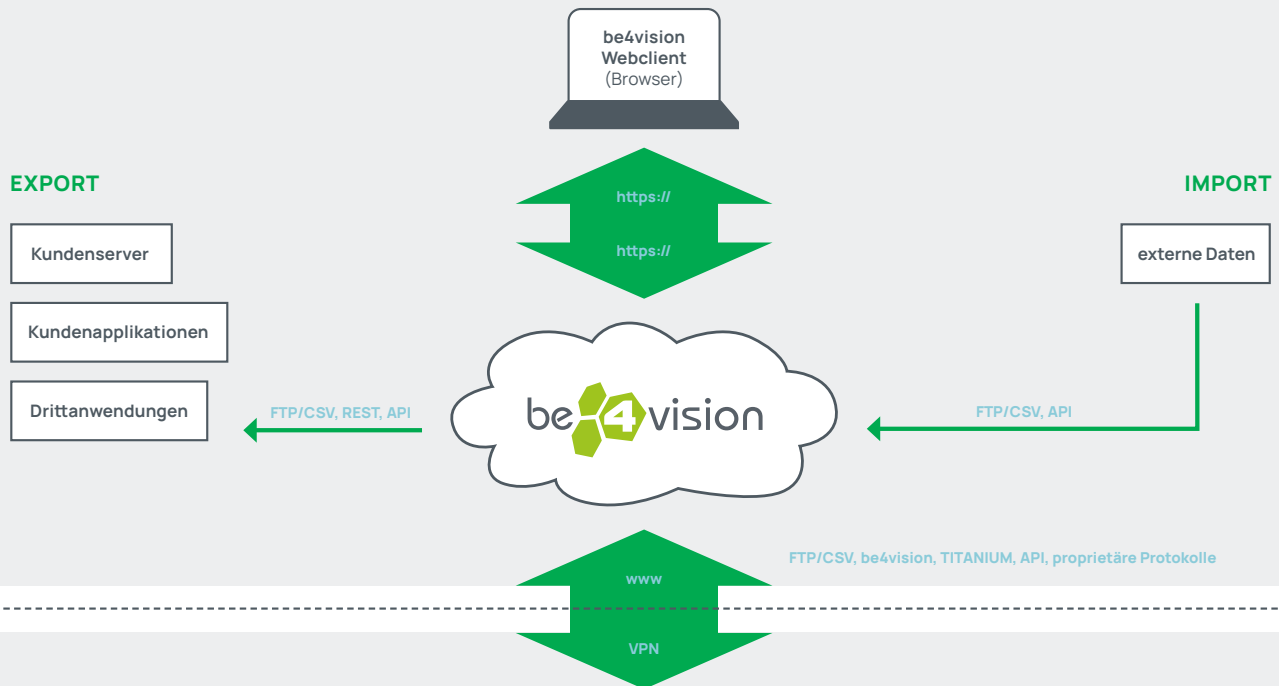 be4vision
Webclient
(Browser)
EXPORT
IMPORT
https://
https://
Kundenserver
externe Daten
Kundenapplikationen
Drittanwendungen
FTP/CSV, REST, API
be4vision
FTP/CSV, API
FTP/CSV, be4vision, TITANIUM, API, proprietäre Protokolle
www
VPN